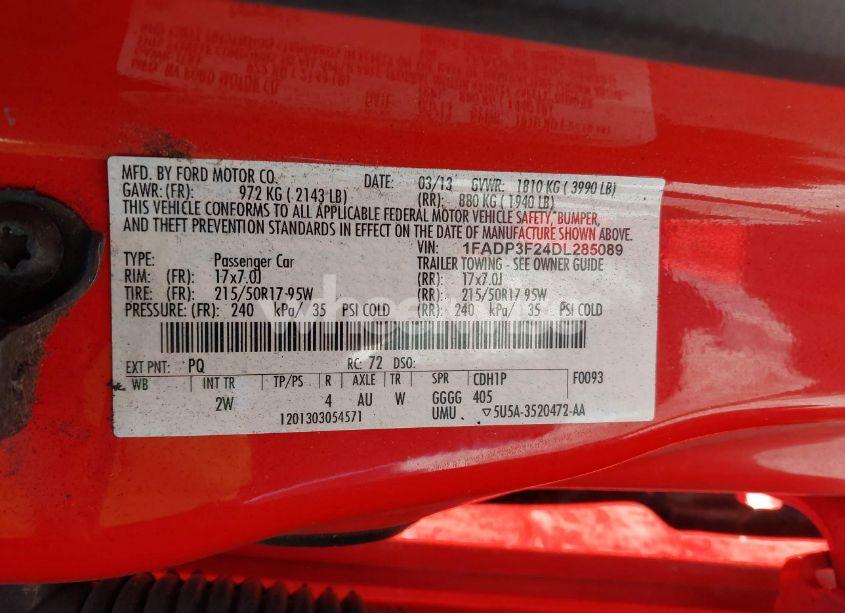 MFD. BY FORD MOTOR CO. DATE: 03/13 GVWR: 1810 KG ( 3990 LB)
GAWR: (FR): 972 KG ( 2143 LB) (RR): 880 KG ( 1940 LB)
THIS VEHICLE CONFORMS TO ALL APPLICABLE FEDERAL MOTOR VEHICLE SAFETY, BUMPER,
AND THEFT PREVENTION STANDARDS IN EFFECT ON THE DATE OF MANUFACTURE SHOWN ABOVE.
VIN: 1FADP3F24DL285089
TYPE: Passenger Car TRAILER TOWING - SEE OWNER GUIDE
RIM: (FR): 17x7.0J (RR): 17x7.0J
TIRE: (FR): 215/50R17 95W (RR): 215/50R17 95W
PRESSURE: (FR): 240 kPa/ 35 PSI COLD (RR): 240 kPa/ 35 PSI COLD
EXT PNT: PQ RC: 72 DSO:
WB INT TR TP/PS R AXLE TR SPR CDH1P F0093
2W 4 AU W GGGG 405
1201303054571 UMU ▽5U5A-3520472-AA